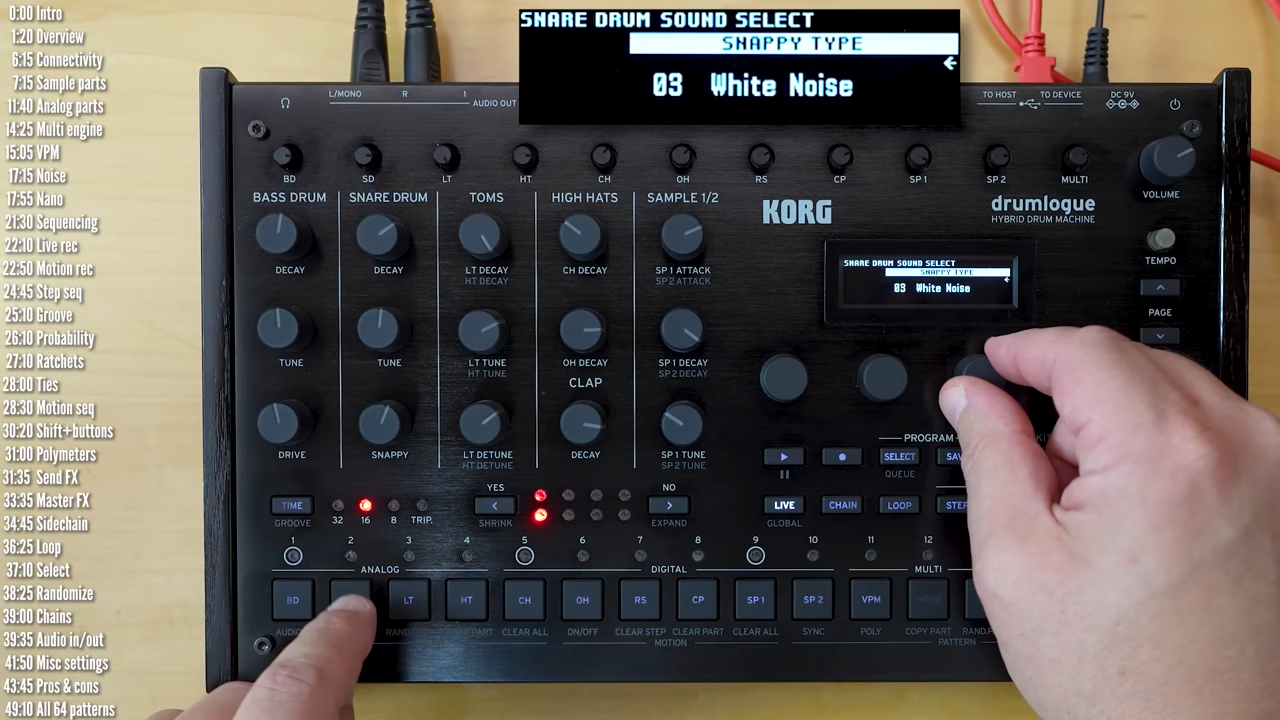 0:00 Intro
1:20 Overview
6:15 Connectivity
7:15 Sample parts
11:40 Analog parts
14:25 Multi engine
15:05 VPM
17:15 Noise
17:55 Nano
21:30 Sequencing
22:10 Live rec
22:50 Motion rec
24:45 Step seq
25:10 Groove
26:10 Probability
27:10 Ratchets
28:00 Ties
28:30 Motion seq
30:20 Shift+buttons
31:00 Polymeters
31:35 Send FX
33:35 Master FX
34:45 Sidechain
36:25 Loop
37:10 Select
38:25 Randomize
39:00 Chains
39:35 Audio in/out
41:50 Misc settings
43:45 Pros & cons
49:10 All 64 patterns
SNARE DRUM SOUND SELECT
SNAPPY TYPE
03 White Noise
L/MONO R 1 AUDIO OUT
TO HOST TO DEVICE DC 9V
BD SD LT HT CH OH RS CP SP 1 SP 2 MULTI
VOLUME
BASS DRUM SNARE DRUM TOMS HIGH HATS SAMPLE 1/2
KORG
drumlogue
HYBRID DRUM MACHINE
DECAY DECAY LT DECAY CH DECAY SP 1 ATTACK
HT DECAY SP 2 ATTACK
TEMPO
SNARE DRUM SOUND SELECT
SNAPPY TYPE
03 White Noise
PAGE
TUNE TUNE LT TUNE OH DECAY SP 1 DECAY
HT TUNE SP 2 DECAY
CLAP
DRIVE SNAPPY LT DETUNE DECAY SP 1 TUNE
HT DETUNE SP 2 TUNE
PROGRAM
SELECT
QUEUE
YES NO
TIME < >
GROOVE 32 16 8 TRIP. SHRINK EXPAND
LIVE CHAIN LOOP
GLOBAL
1 2 3 4 5 6 7 8 9 10 11 12
ANALOG DIGITAL MULTI
BD LT HT CH OH RS CP SP 1 SP 2 VPM NOISE
CLEAR ALL ON/OFF CLEAR STEP CLEAR PART CLEAR ALL SYNC POLY COPY PART
MOTION PATTERN